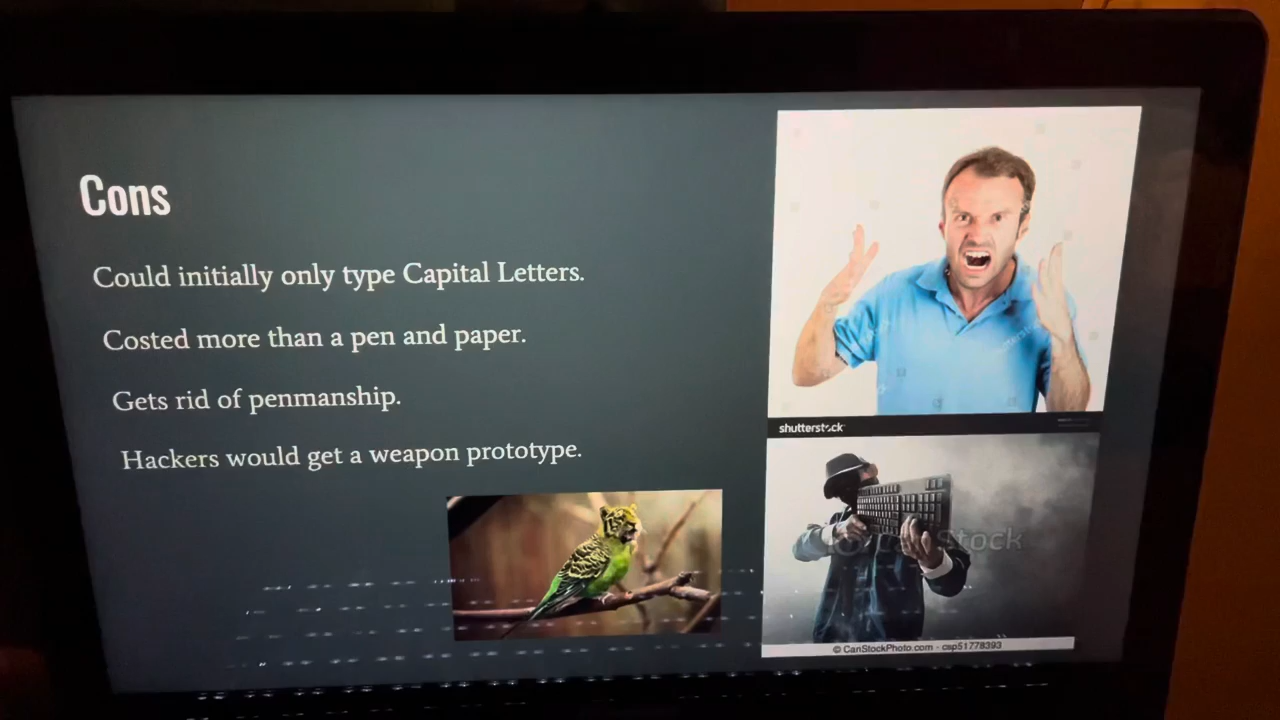 Cons
Could initially only type Capital Letters.
Costed more than a pen and paper.
Gets rid of penmanship.
Hackers would get a weapon prototype.
shutterstock
© CanStockPhoto.com - csp51778393